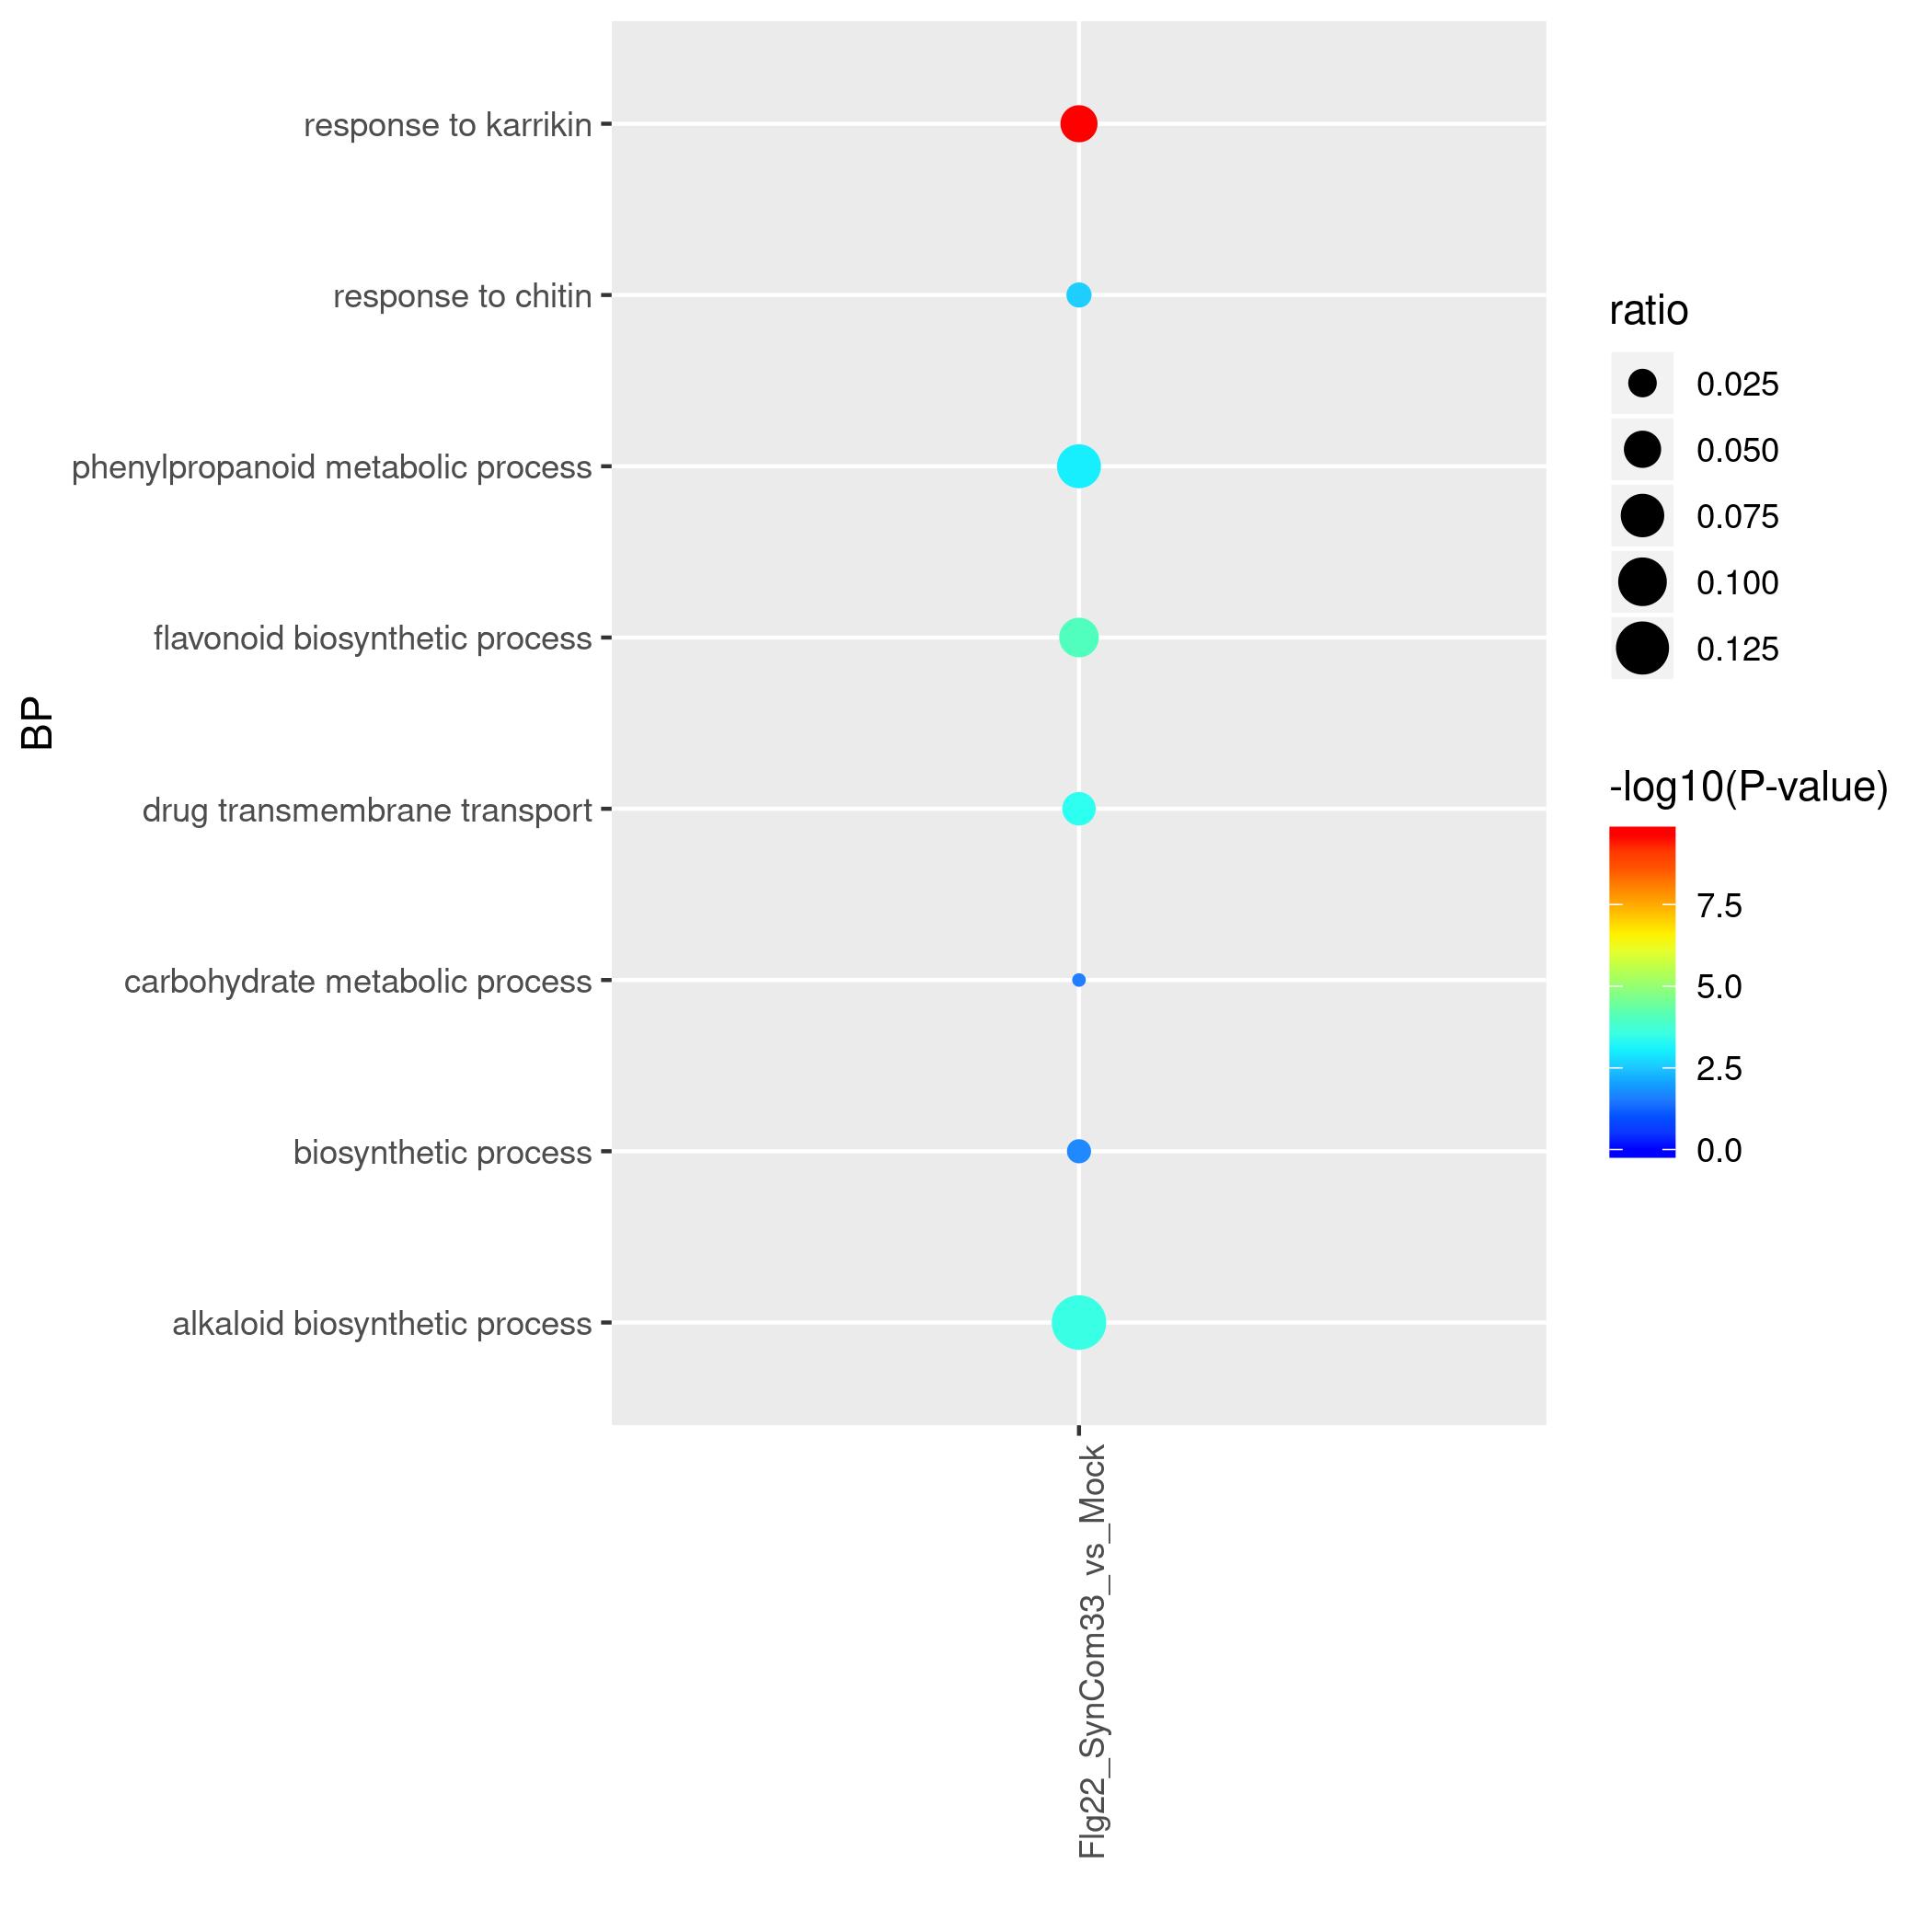 response to karrikin
response to chitin
phenylpropanoid metabolic process
flavonoid biosynthetic process
drug transmembrane transport
carbohydrate metabolic process
biosynthetic process
alkaloid biosynthetic process
BP
Flg22_SynCom33_vs_Mock
ratio
0.025
0.050
0.075
0.100
0.125
-log10(P-value)
7.5
5.0
2.5
0.0